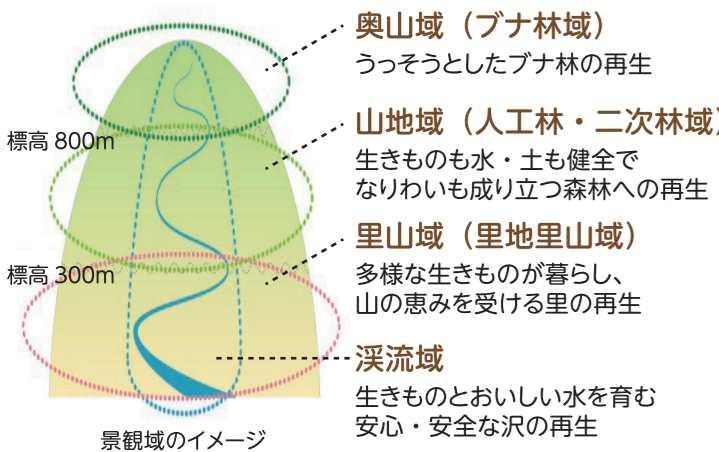 奥山域（ブナ林域）
うっそうとしたブナ林の再生
標高 800m
山地域（人工林・二次林域）
生きものも水・土も健全で
なりわいも成り立つ森林への再生
里山域（里地里山域）
標高 300m
多様な生きものが暮らし、
山の恵みを受ける里の再生
渓流域
生きものとおいしい水を育む
安心・安全な沢の再生
景観域のイメージ